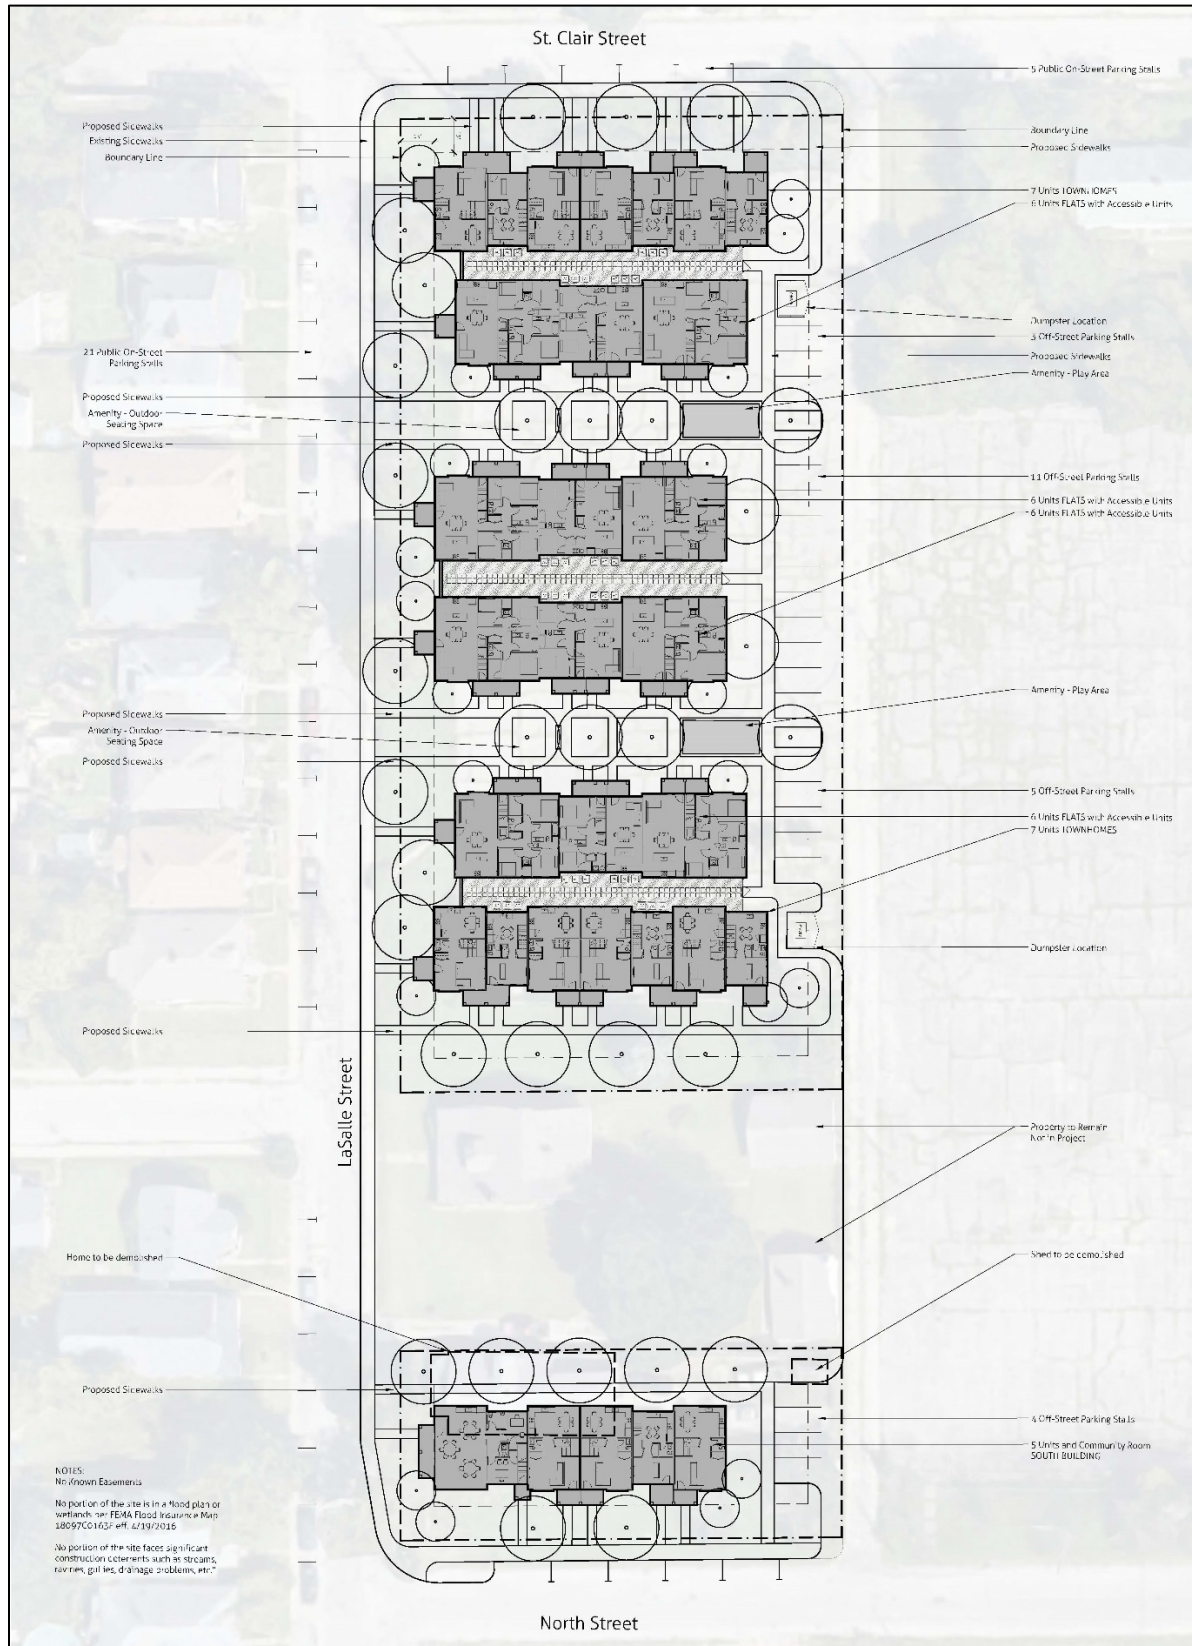 St. Clair Street
5 Public On-Street Parking Stalls
Proposed Sidewalks
Existing Sidewalks
Boundary Line
Boundary Line
Proposed Sidewalks
7 Units TOWNHOMES
6 Units FLATS with Accessible Units
Dumpster Location
3 Off-Street Parking Stalls
Proposed Sidewalks
Amenity - Play Area
21 Public On-Street
Parking Stalls
Proposed Sidewalks
Amenity - Outdoor
Seating Space
Proposed Sidewalks
11 Off-Street Parking Stalls
6 Units FLATS with Accessible Units
6 Units FLATS with Accessible Units
Amenity - Play Area
Proposed Sidewalks
Amenity - Outdoor
Seating Space
Proposed Sidewalks
5 Off-Street Parking Stalls
6 Units FLATS with Accessible Units
7 Units TOWNHOMES
Dumpster Location
Proposed Sidewalks
LaSalle Street
Property to Remain
Not in Project
Home to be demolished
Shed to be demolished
Proposed Sidewalks
4 Off-Street Parking Stalls
5 Units and Community Room
SOUTH BUILDING
NOTES:
No Known Easements
No portion of the site is in a flood plan or
wetlands per FEMA Flood Insurance Map
18097C0163F eff. 4/19/2016
No portion of the site faces significant
construction deterrents such as streams,
ravines, gullies, drainage problems, etc."
North Street